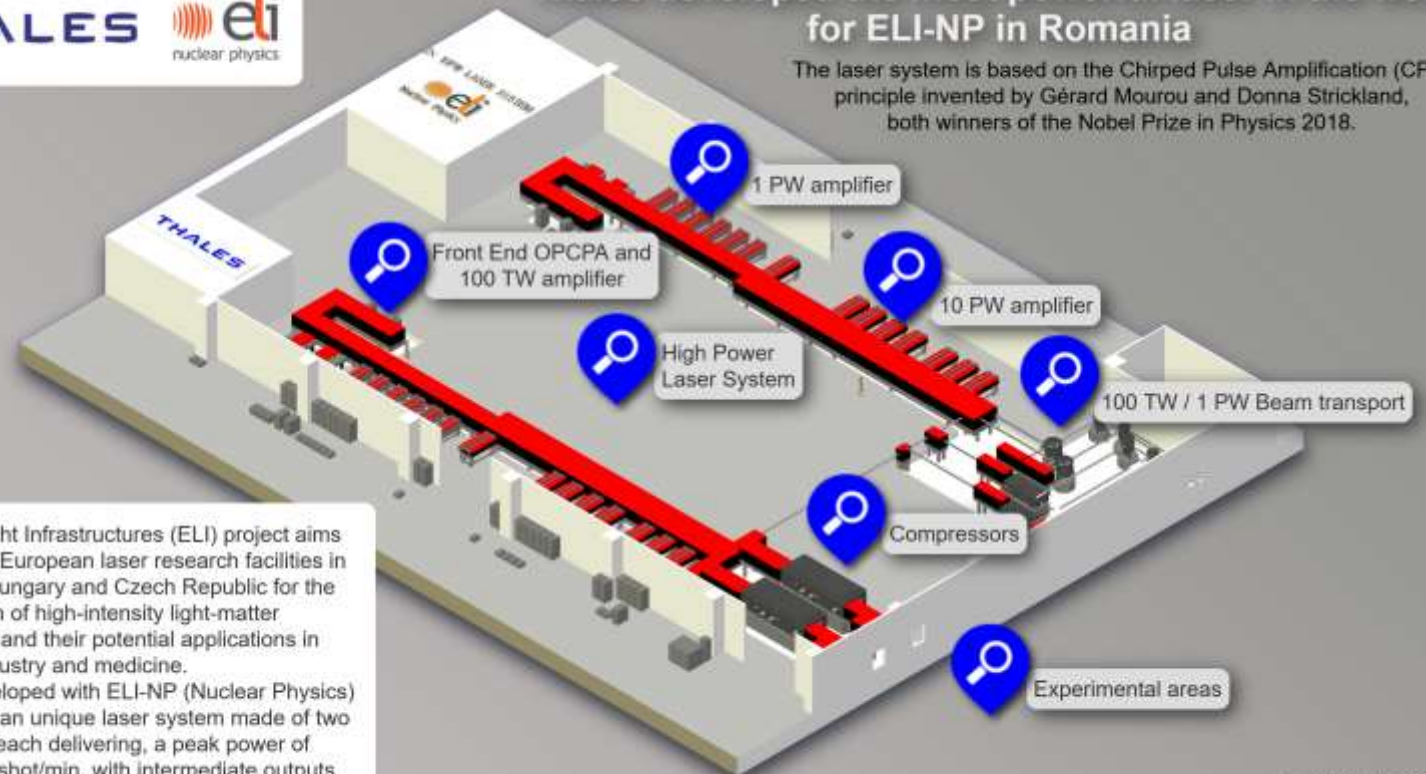 ALES
eli
nuclear physics
for ELI-NP in Romania
The laser system is based on the Chirped Pulse Amplification (CP
principle invented by Gérard Mourou and Donna Strickland,
both winners of the Nobel Prize in Physics 2018.
LASER SYSTEM
eli
Nuclear Physics
THALES
1 PW amplifier
Front End OPCPA and
100 TW amplifier
10 PW amplifier
High Power
Laser System
100 TW / 1 PW Beam transport
Compressors
Experimental areas
ht Infrastructures (ELI) project aims
European laser research facilities in
ungary and Czech Republic for the
n of high-intensity light-matter
and their potential applications in
ustry and medicine.
eloped with ELI-NP (Nuclear Physics)
an unique laser system made of two
each delivering, a peak power of
shot/min, with intermediate outputs